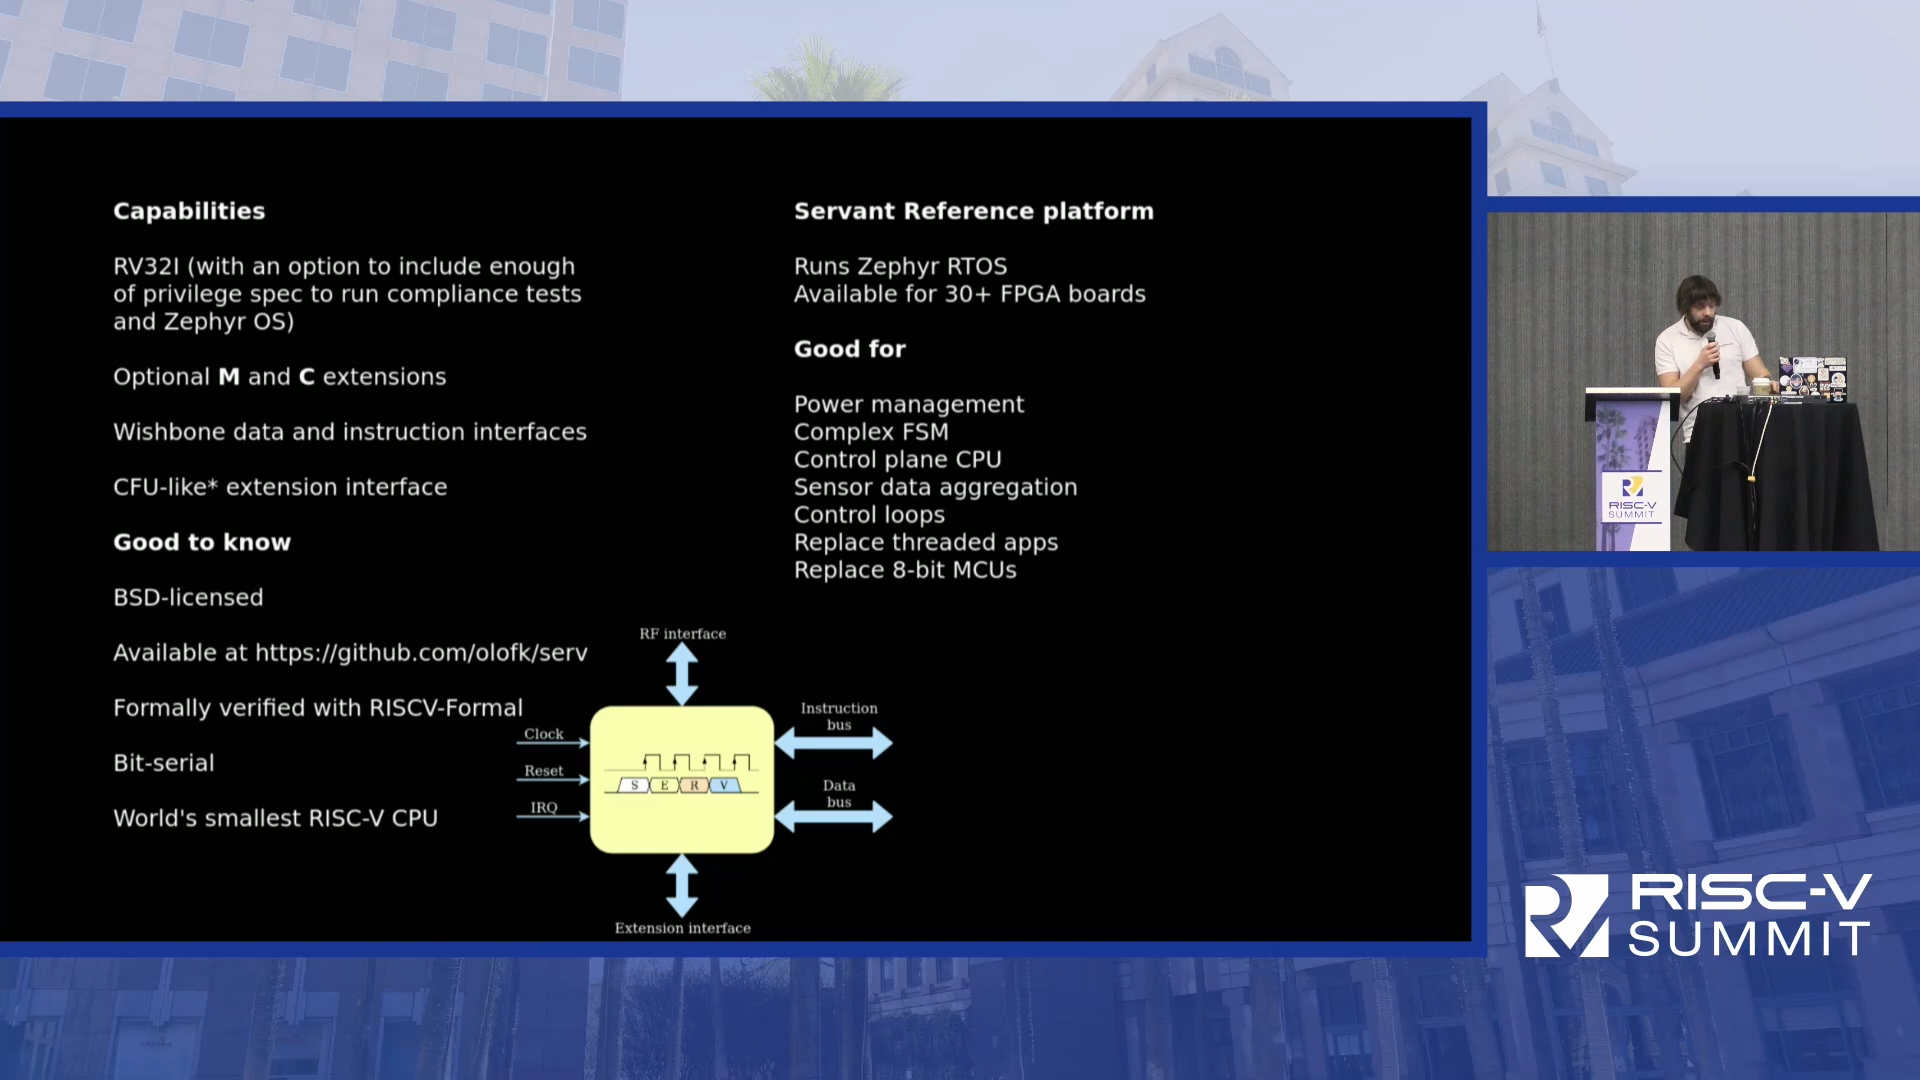 Capabilities
RV32I (with an option to include enough
of privilege spec to run compliance tests
and Zephyr OS)
Optional M and C extensions
Wishbone data and instruction interfaces
CFU-like* extension interface
Good to know
BSD-licensed
Available at https://github.com/olofk/serv
Formally verified with RISCV-Formal
Bit-serial
World's smallest RISC-V CPU
Servant Reference platform
Runs Zephyr RTOS
Available for 30+ FPGA boards
Good for
Power management
Complex FSM
Control plane CPU
Sensor data aggregation
Control loops
Replace threaded apps
Replace 8-bit MCUs
RF interface
Clock
Reset
IRQ
S E R V
Instruction
bus
Data
bus
Extension interface
RISC-V
SUMMIT
RISC-V
SUMMIT